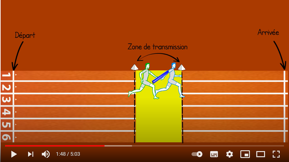 Départ
Zone de transmission
Arrivée
1
2
3
4
5
6
1:48 / 5:03